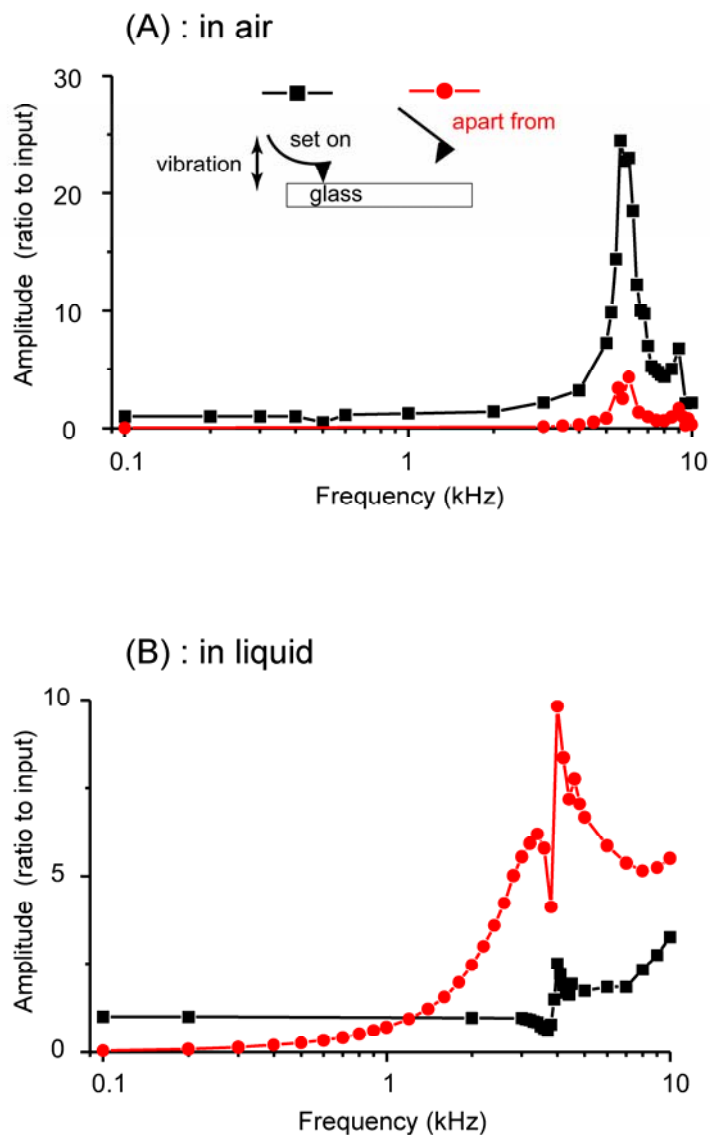 (A) : in air
30
20
10
0
Amplitude (ratio to input)
vibration
set on
apart from
glass
0.1
1
10
Frequency (kHz)
(B) : in liquid
10
5
0
Amplitude (ratio to input)
0.1
1
10
Frequency (kHz)